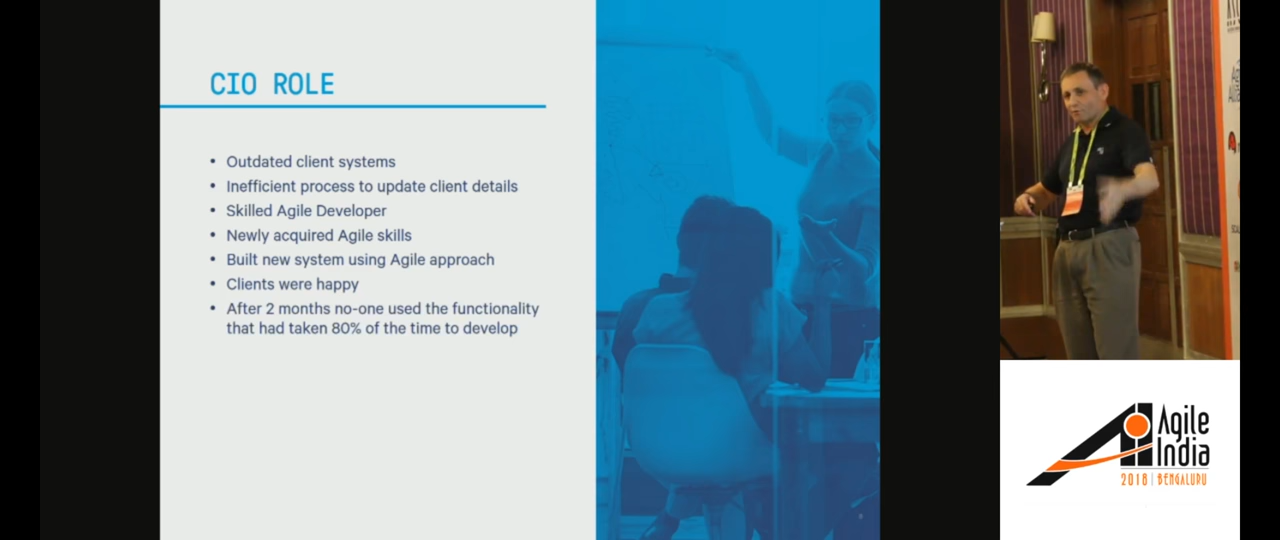 CIO ROLE
• Outdated client systems
• Inefficient process to update client details
• Skilled Agile Developer
• Newly acquired Agile skills
• Built new system using Agile approach
• Clients were happy
• After 2 months no-one used the functionality
that had taken 80% of the time to develop
Agile
India
2018 | BENGALURU